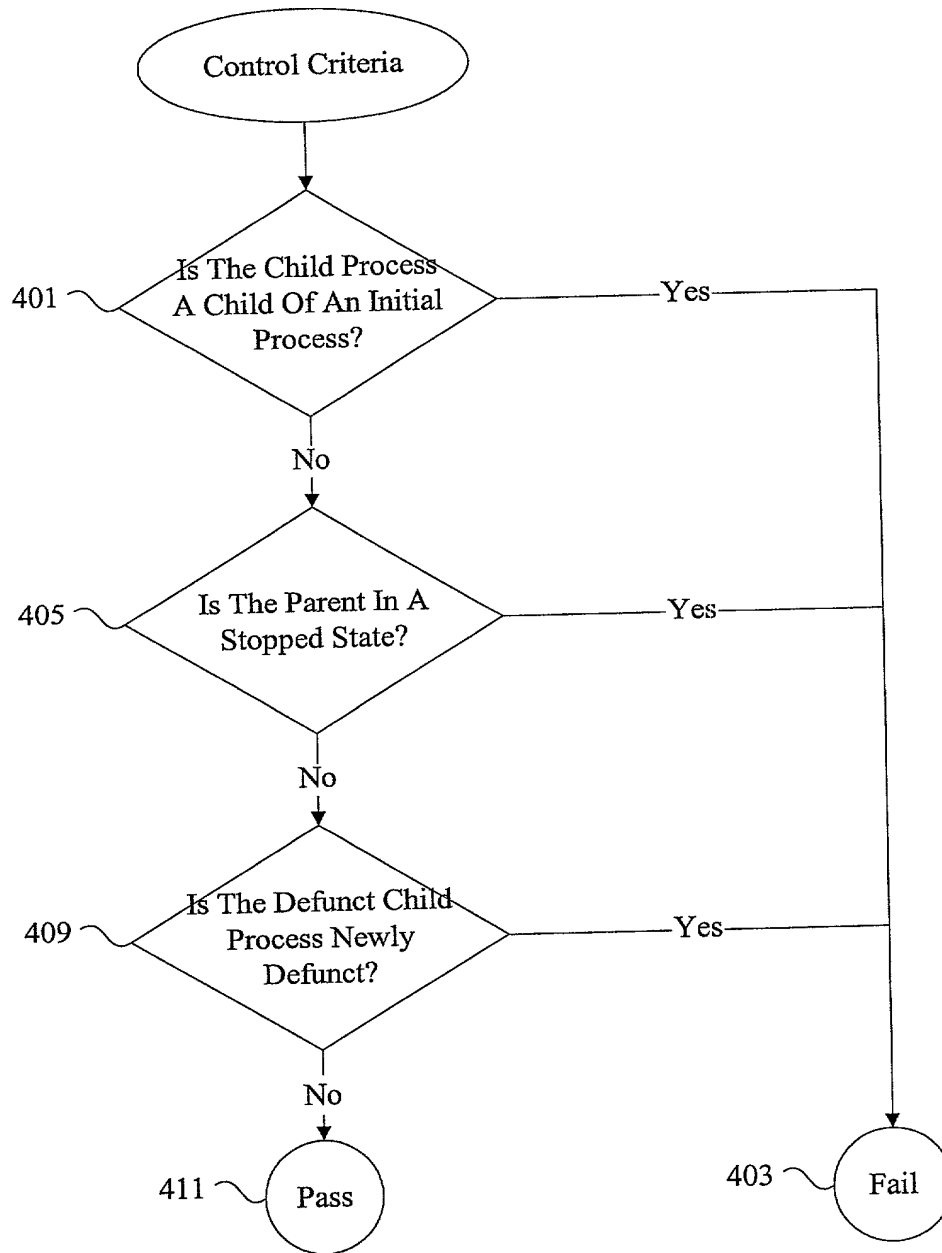 Control Criteria
Is The Child Process
A Child Of An Initial
Process?
401
Yes
No
Is The Parent In A
Stopped State?
405
Yes
No
Is The Defunct Child
Process Newly
Defunct?
409
Yes
No
411
Pass
403
Fail